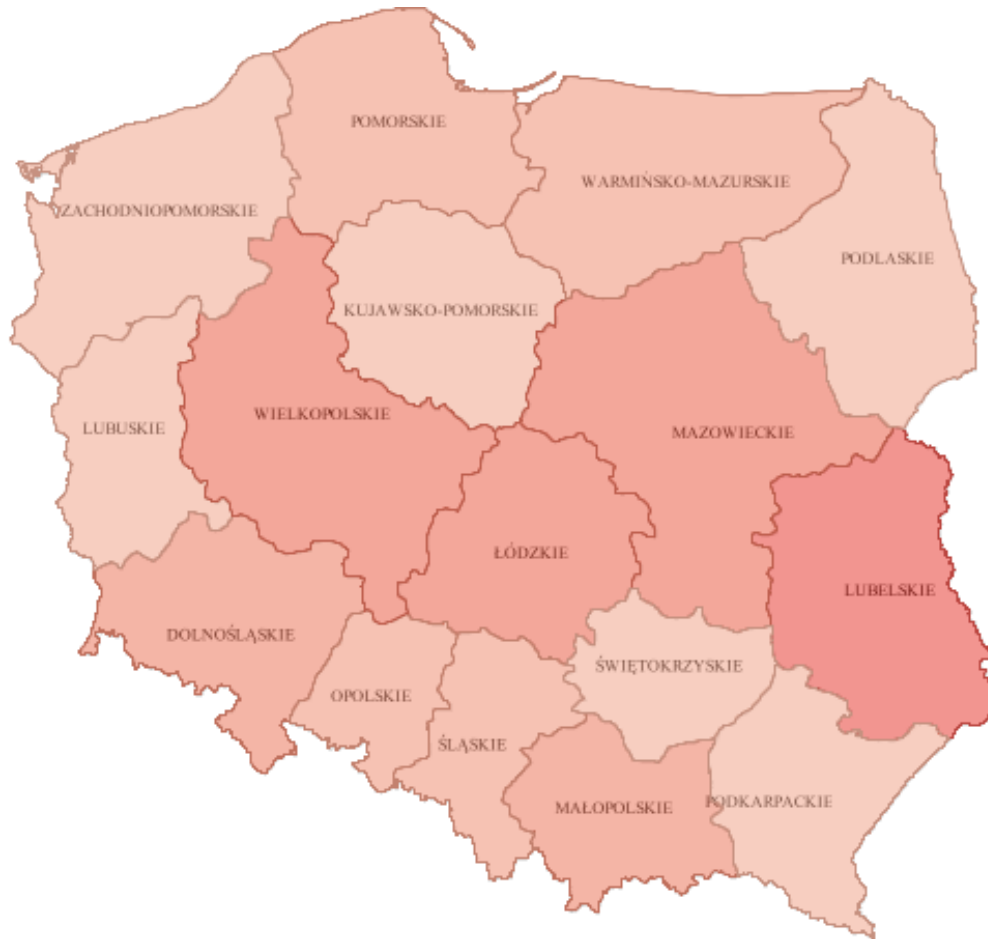 POMORSKIE
WARMIŃSKO-MAZURSKIE
ZACHODNIOPOMORSKIE
PODLASKIE
KUJAWSKO-POMORSKIE
WIELKOPOLSKIE
LUBUSKIE
MAZOWIECKIE
ŁÓDZKIE
LUBELSKIE
DOLNOŚLĄSKIE
ŚWIĘTOKRZYSKIE
OPOLSKIE
ŚLĄSKIE
PODKARPACKIE
MAŁOPOLSKIE